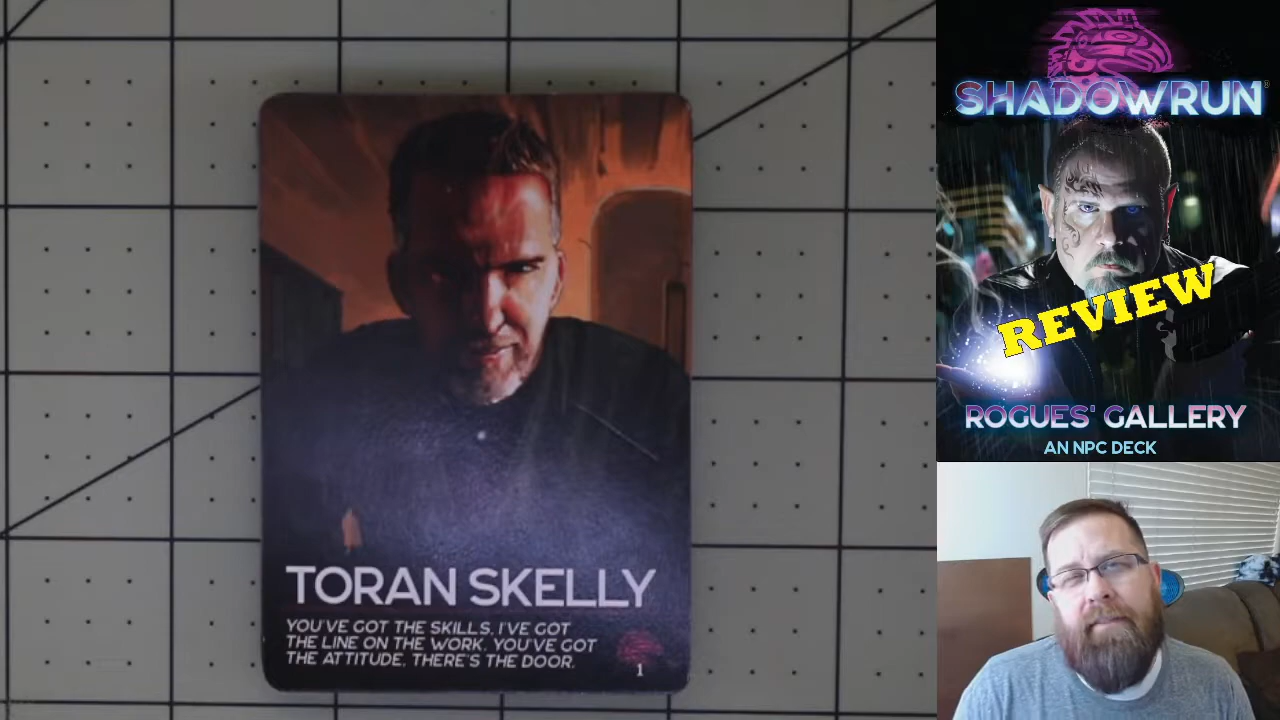 TORAN SKELLY
YOU'VE GOT THE SKILLS, I'VE GOT
THE LINE ON THE WORK, YOU'VE GOT
THE ATTITUDE, THERE'S THE DOOR.
1
SHADOWRUN®
REVIEW
ROGUES' GALLERY
AN NPC DECK